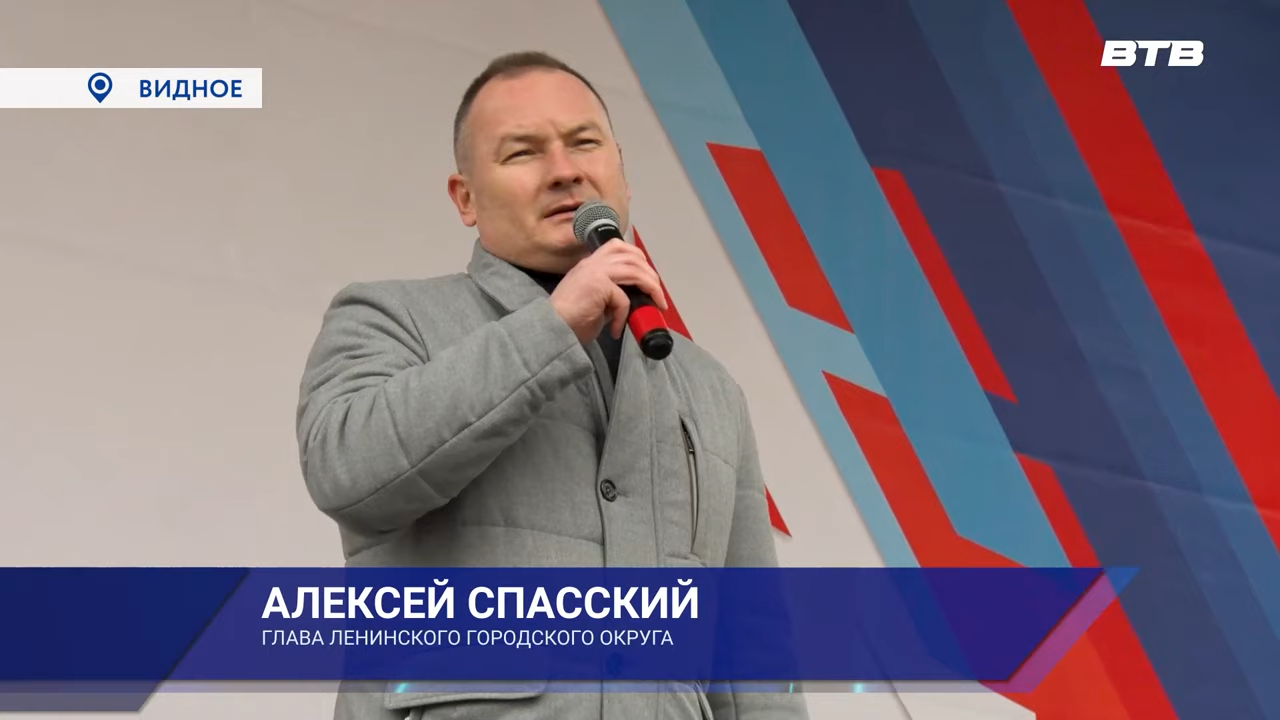 ВИДНОЕ
ВТВ
АЛЕКСЕЙ СПАССКИЙ
ГЛАВА ЛЕНИНСКОГО ГОРОДСКОГО ОКРУГА